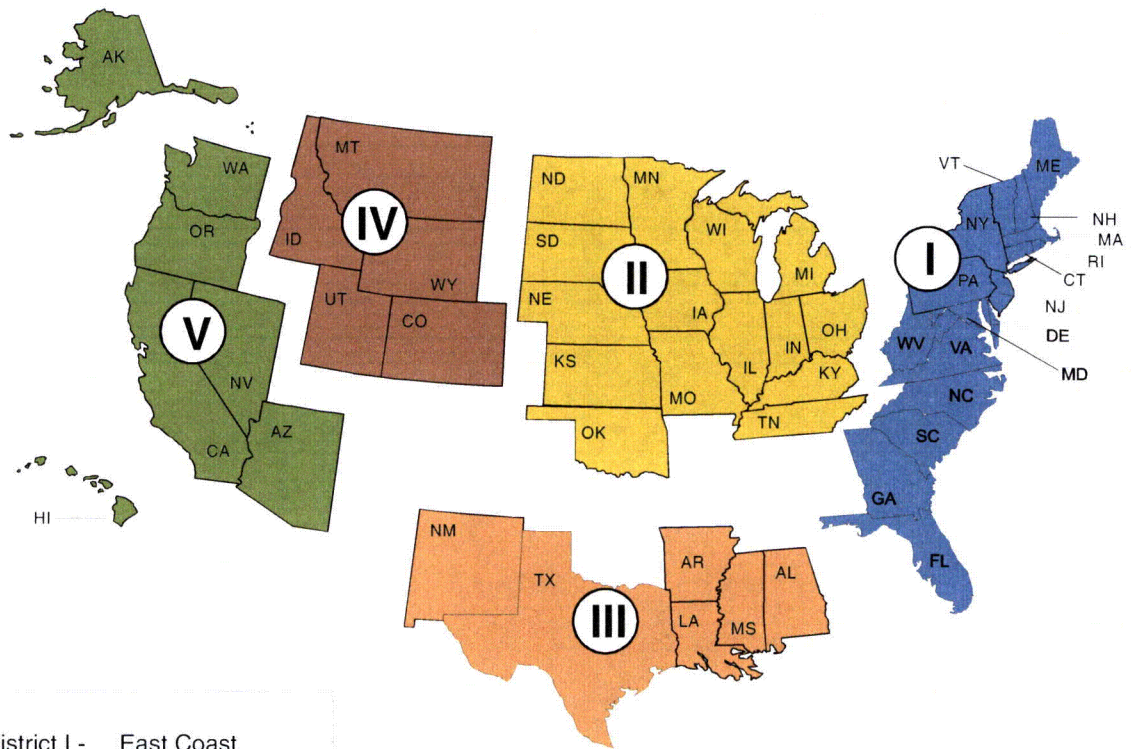 AK
WA
OR
V
NV
CA
AZ
HI
MT
IV
ID
WY
UT
CO
ND
MN
SD
II
WI
MI
NE
IA
KS
IL
IN
OH
MO
KY
OK
TN
NM
TX
III
AR
LA
MS
AL
VT
ME
NY
NH
MA
I
RI
PA
CT
NJ
DE
WV
VA
MD
NC
SC
GA
FL
istrict I - East Coast